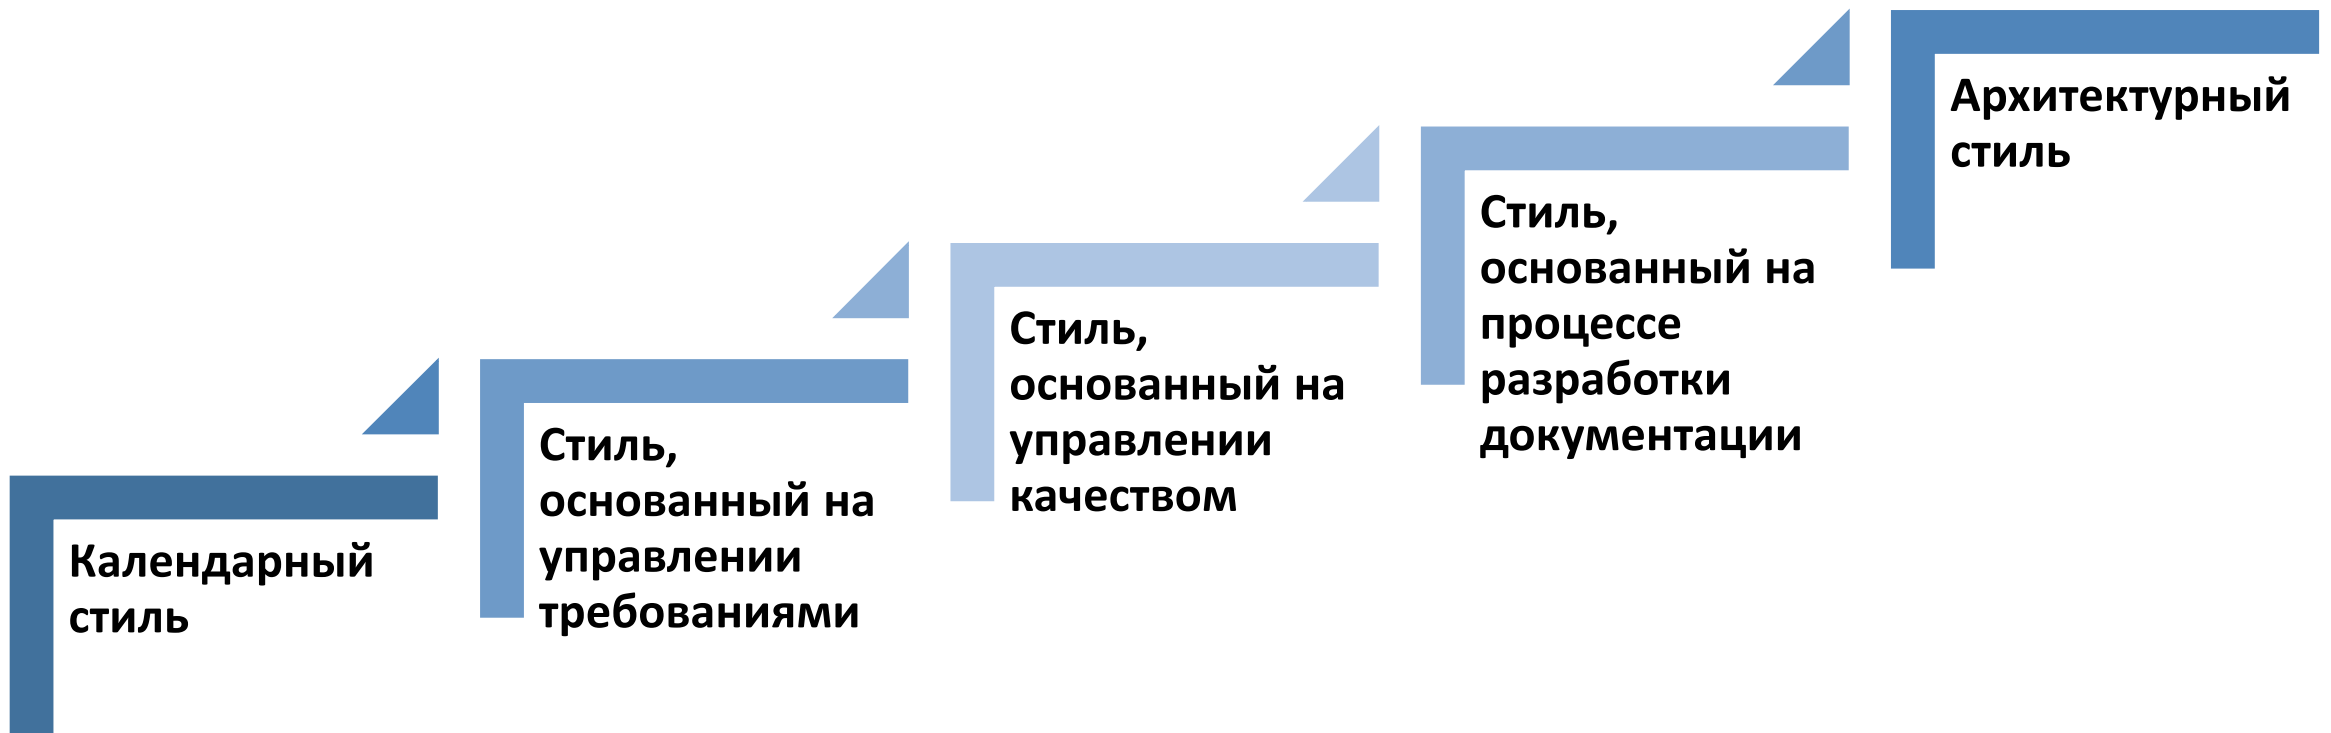 Календарный
стиль
Стиль,
основанный на
управлении
требованиями
Стиль,
основанный на
управлении
качеством
Стиль,
основанный на
процессе
разработки
документации
Архитектурный
стиль